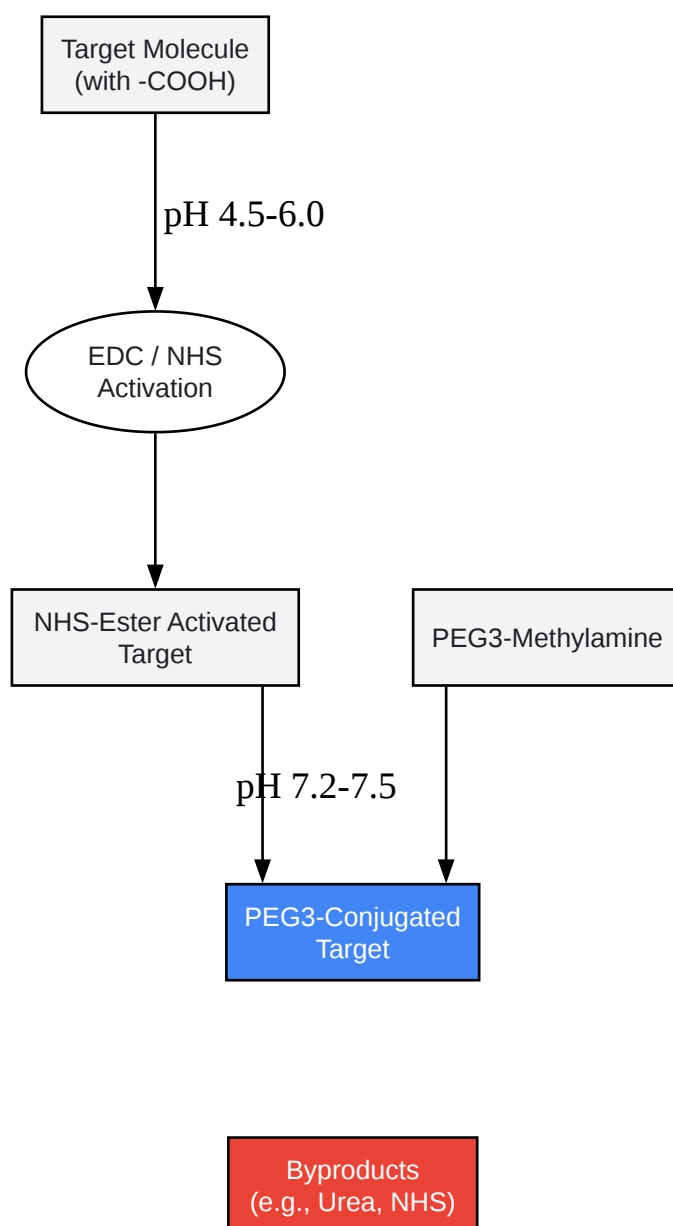 Target Molecule
(with -COOH)
pH 4.5-6.0
EDC / NHS
Activation
NHS-Ester Activated
Target
PEG3-Methylamine
pH 7.2-7.5
PEG3-Conjugated
Target
Byproducts
(e.g., Urea, NHS)